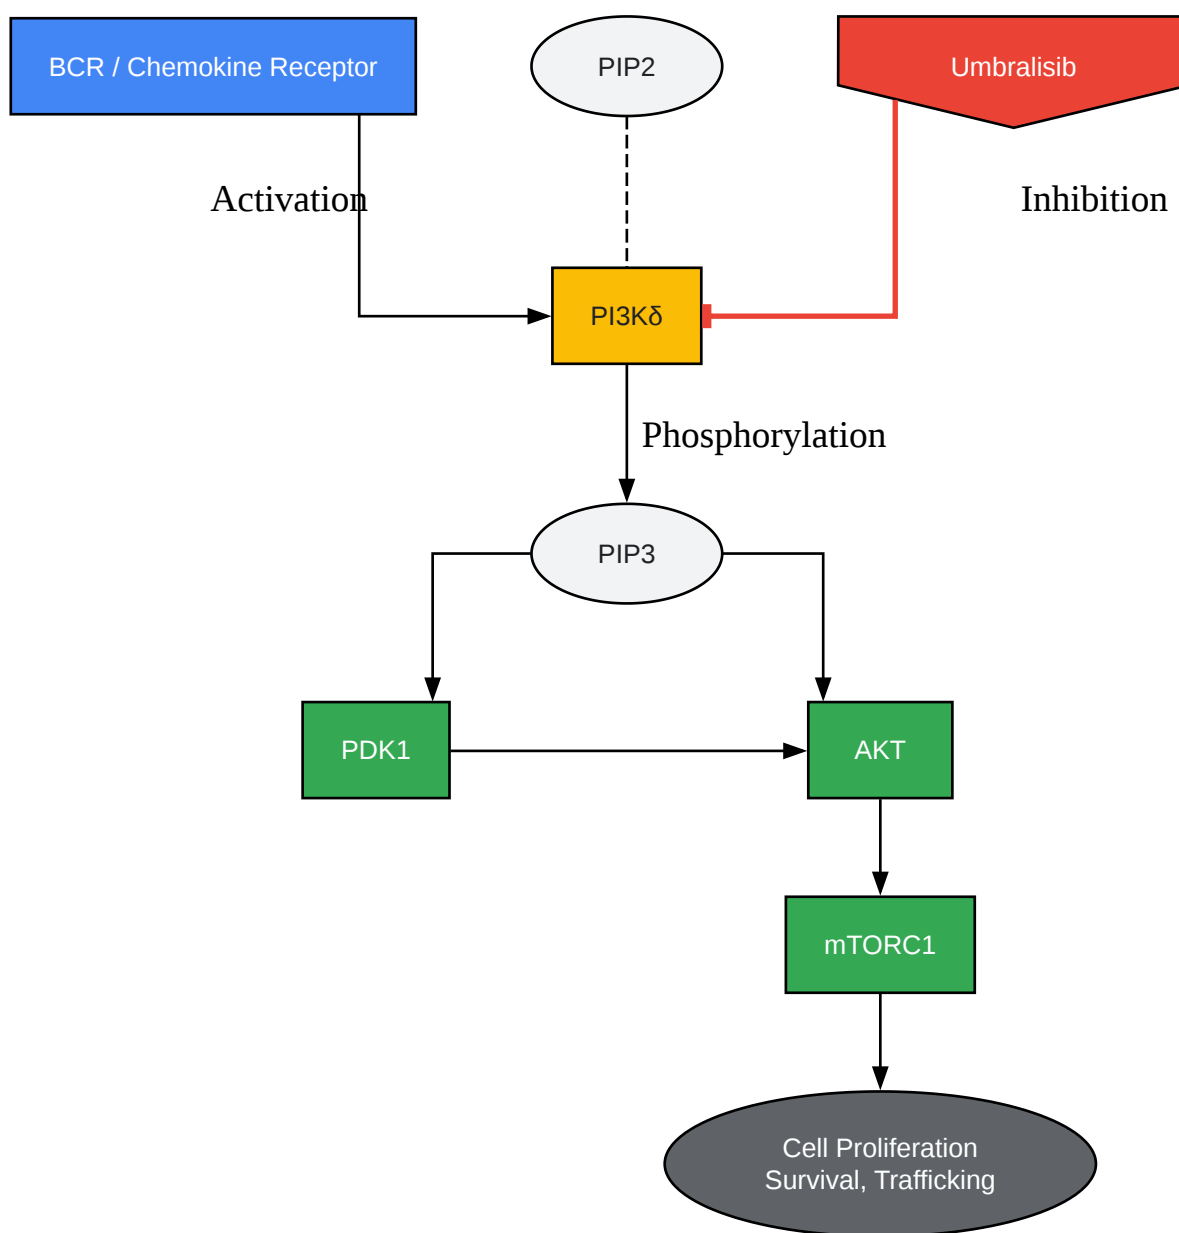 BCR / Chemokine Receptor
PIP2
Umbralisib
Activation
Inhibition
PI3Kδ
Phosphorylation
PIP3
PDK1
AKT
mTORC1
Cell Proliferation
Survival, Trafficking